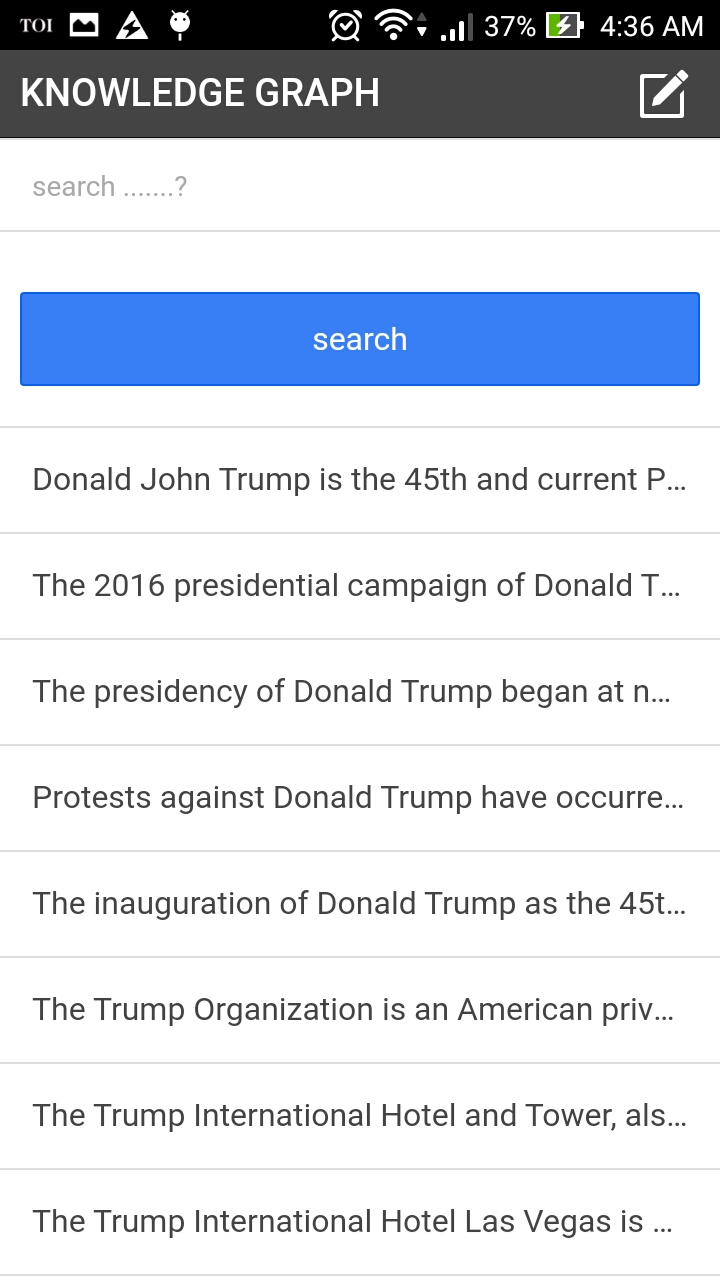 TOI 37% 4:36 AM
KNOWLEDGE GRAPH
search .......?
search
Donald John Trump is the 45th and current P...
The 2016 presidential campaign of Donald T...
The presidency of Donald Trump began at n...
Protests against Donald Trump have occurre...
The inauguration of Donald Trump as the 45t...
The Trump Organization is an American priv...
The Trump International Hotel and Tower, als...
The Trump International Hotel Las Vegas is ...